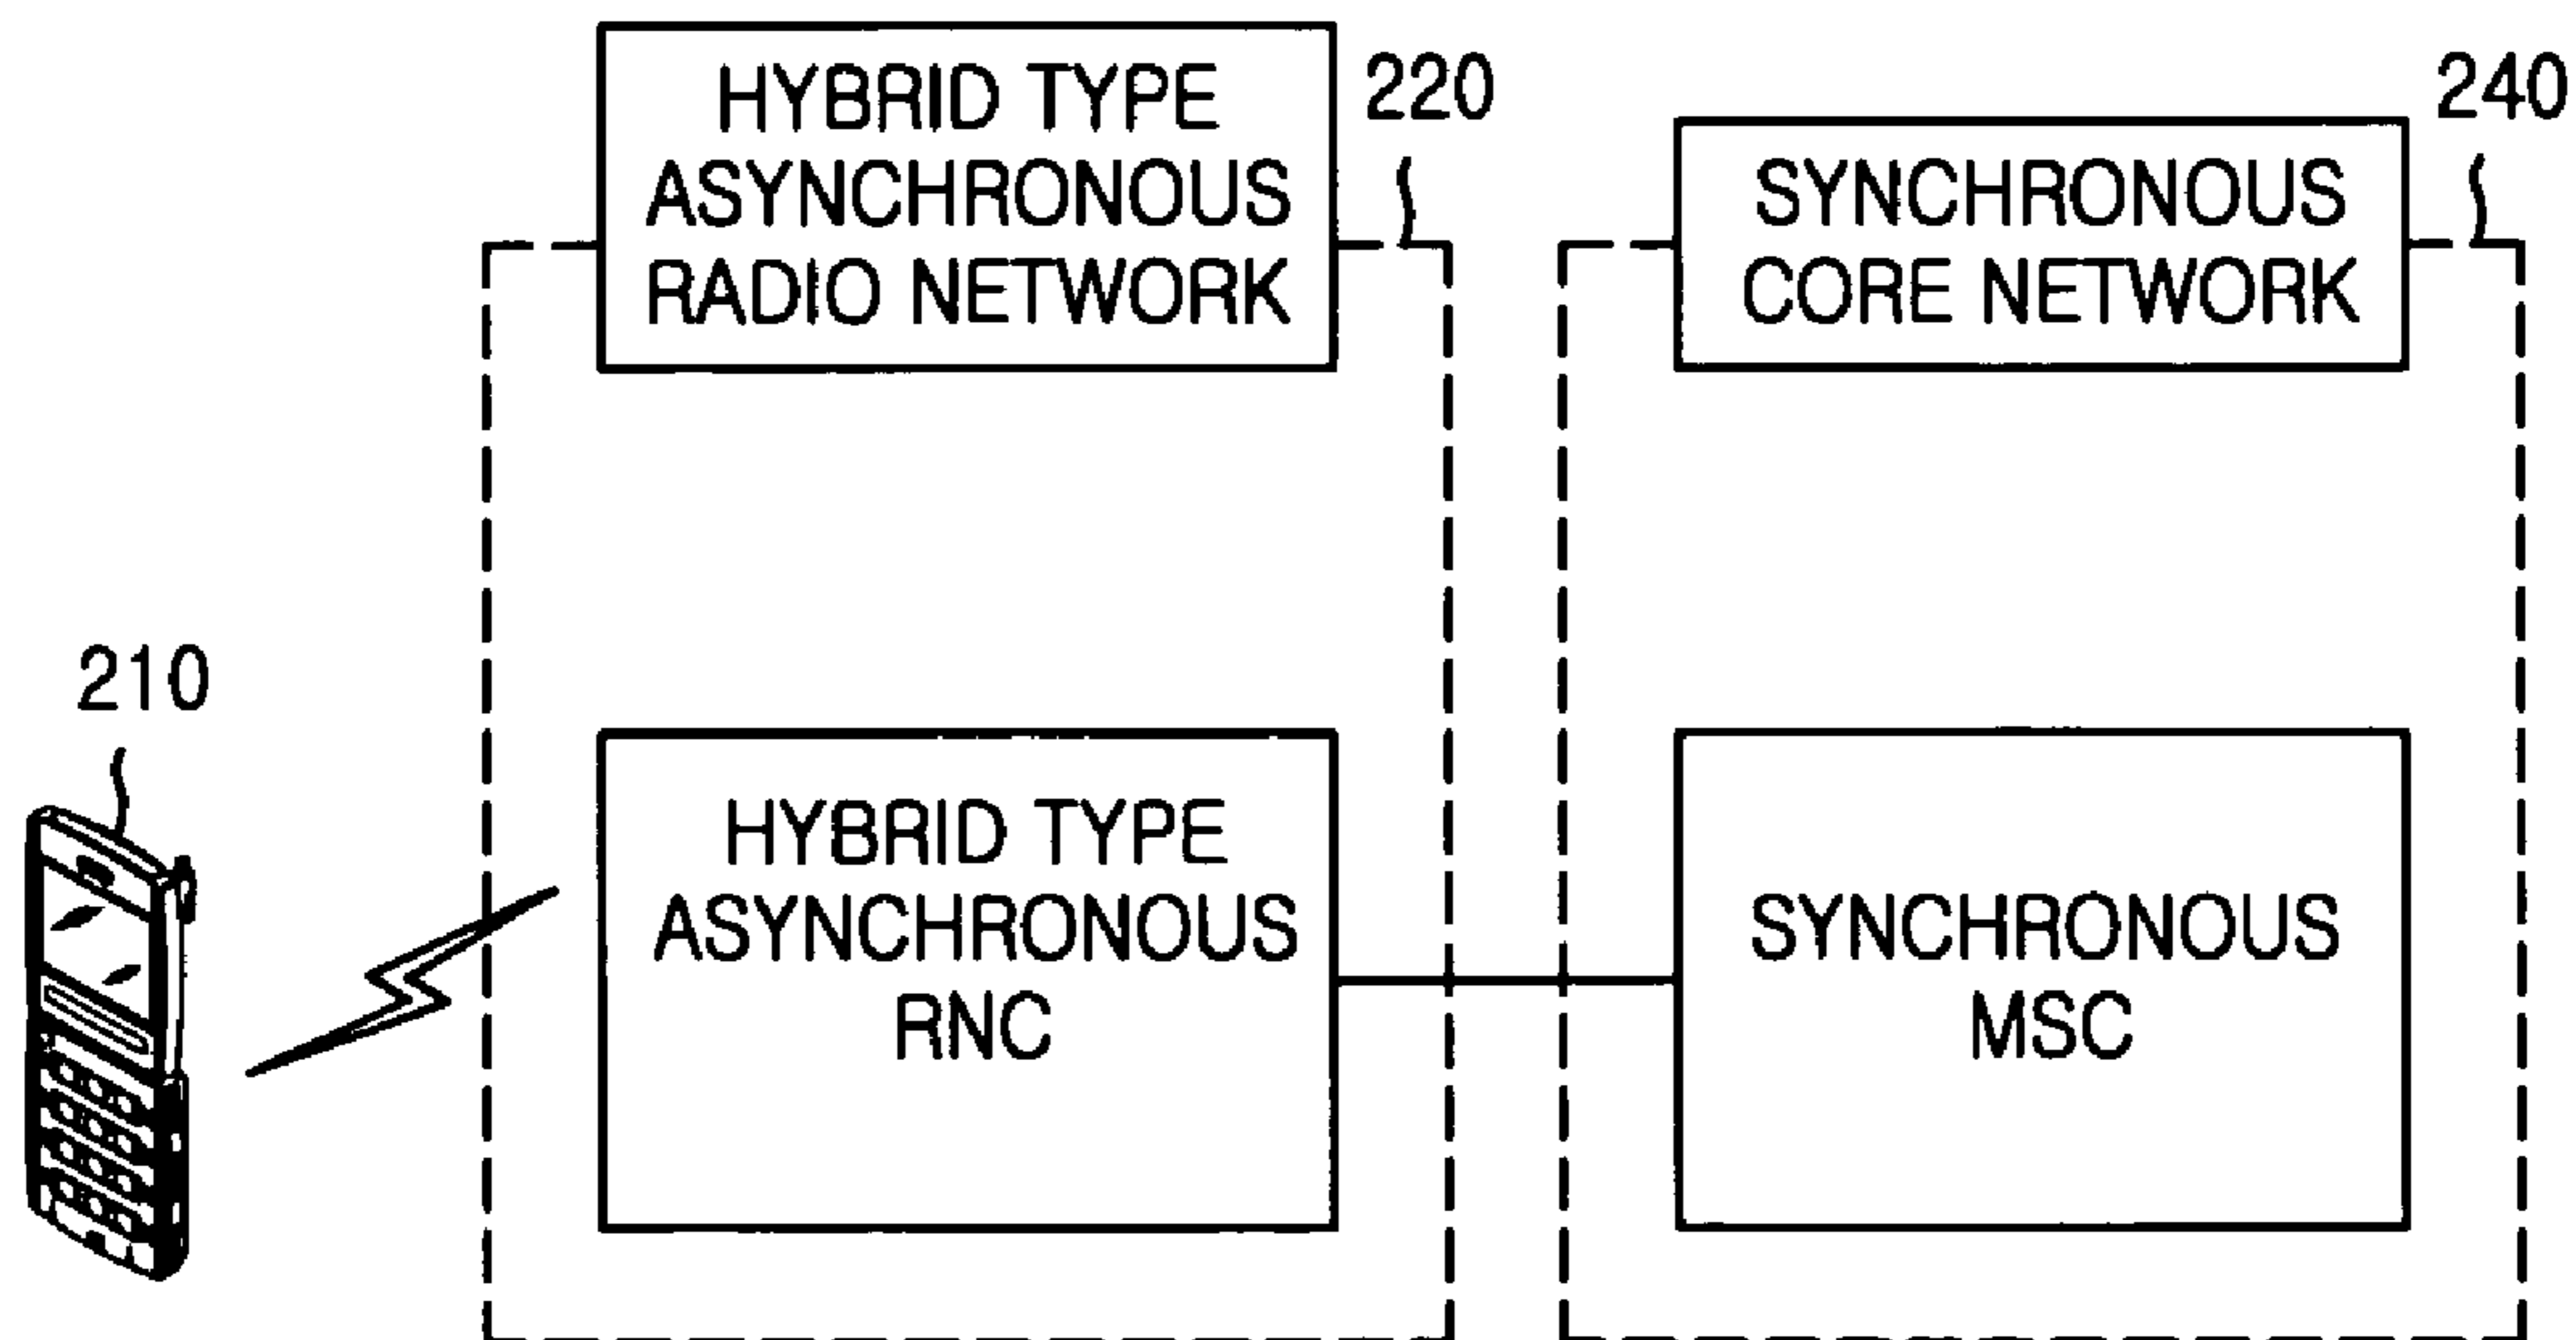 HYBRID TYPE
ASYNCHRONOUS
RADIO NETWORK
220
SYNCHRONOUS
CORE NETWORK
240
210
HYBRID TYPE
ASYNCHRONOUS
RNC
SYNCHRONOUS
MSC